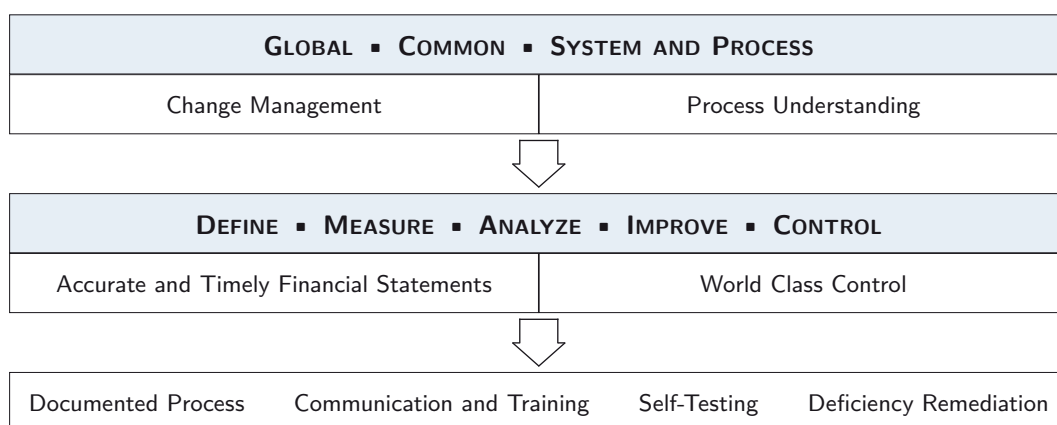 GLOBAL ▪ COMMON ▪ SYSTEM AND PROCESS
Change Management Process Understanding
DEFINE ▪ MEASURE ▪ ANALYZE ▪ IMPROVE ▪ CONTROL
Accurate and Timely Financial Statements World Class Control
Documented Process Communication and Training Self-Testing Deficiency Remediation